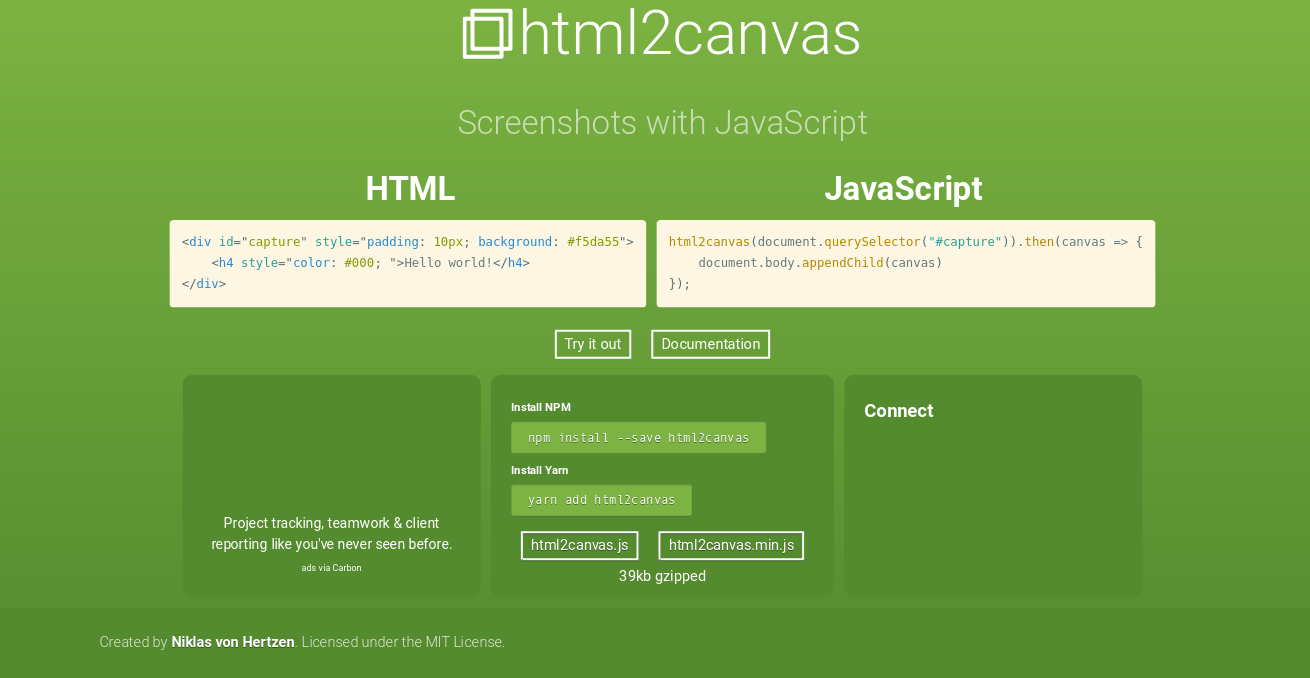 html2canvas
Screenshots with JavaScript
HTML
<div id="capture" style="padding: 10px; background: #f5da55">
    <h4 style="color: #000; ">Hello world!</h4>
</div>
JavaScript
html2canvas(document.querySelector("#capture")).then(canvas => {
    document.body.appendChild(canvas)
});
Try it out
Documentation
Project tracking, teamwork & client
reporting like you've never seen before.
ads via Carbon
Install NPM
npm install --save html2canvas
Install Yarn
yarn add html2canvas
html2canvas.js
html2canvas.min.js
39kb gzipped
Connect
Created by Niklas von Hertzen. Licensed under the MIT License.